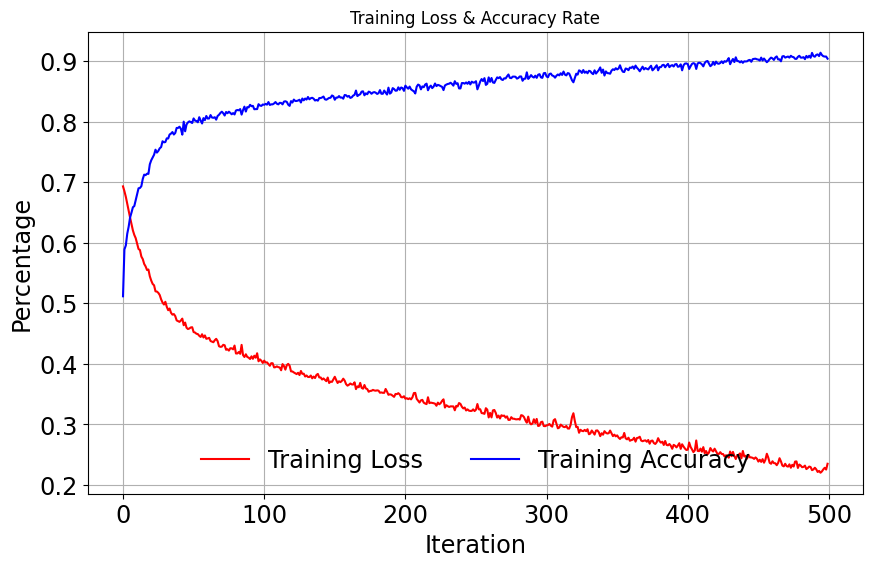 Training Loss & Accuracy Rate
0.9
0.8
0.7
0.6
0.5
0.4
0.3
0.2
Percentage
Training Loss Training Accuracy
0 100 200 300 400 500
Iteration